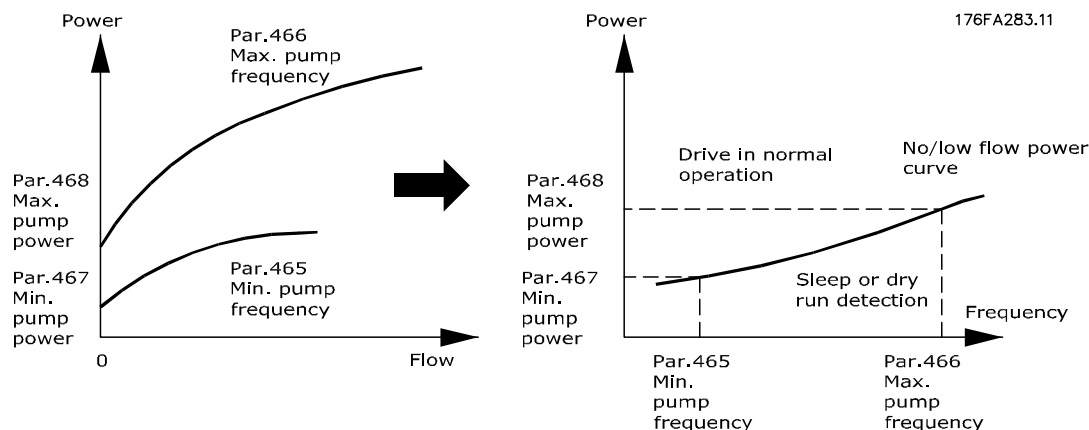 Power
Par.466
Max. pump
frequency
Par.468
Max.
pump
power
Par.467
Min.
pump
power
Par.465
Min. pump
frequency
0
Flow
Power
176FA283.11
Drive in normal
operation
No/low flow power
curve
Par.468
Max.
pump
power
Par.467
Min.
pump
power
Sleep or dry
run detection
Frequency
Par.465
Min.
pump
frequency
Par.466
Max.
pump
frequency